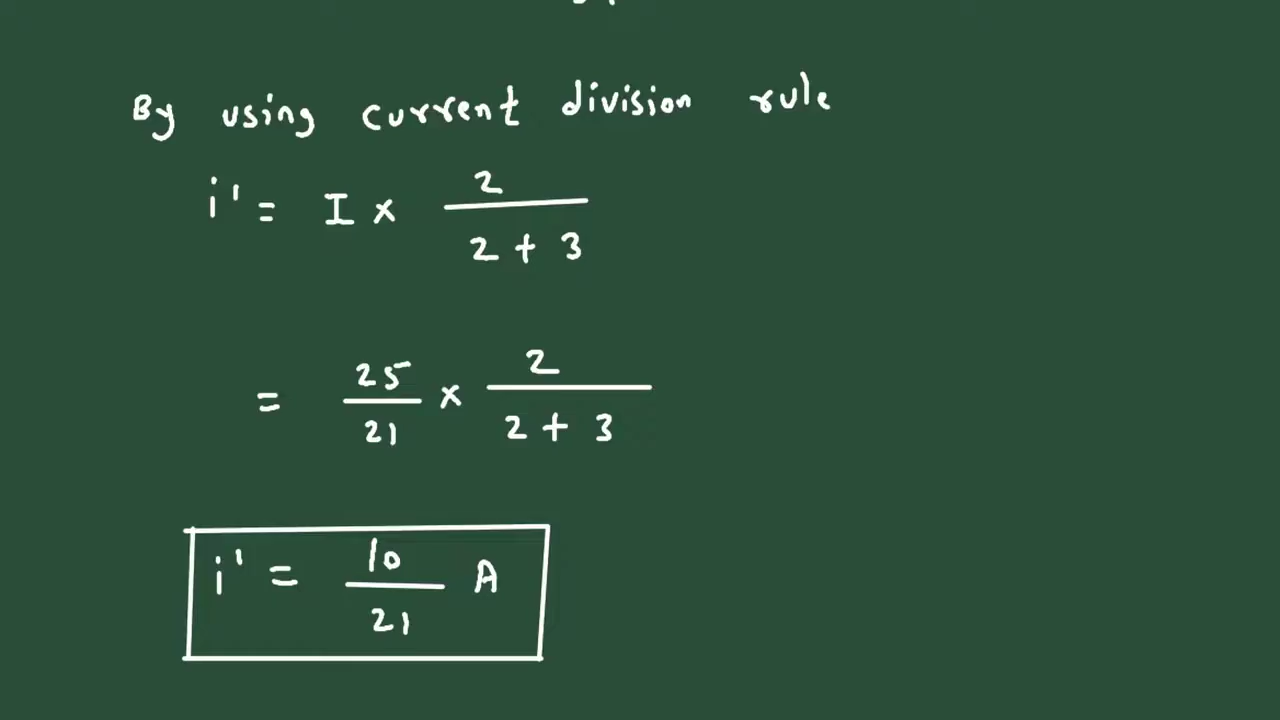 By using current division rule
i' = I × 2 / (2 + 3)
= 25/21 × 2 / (2 + 3)
i' = 10/21 A